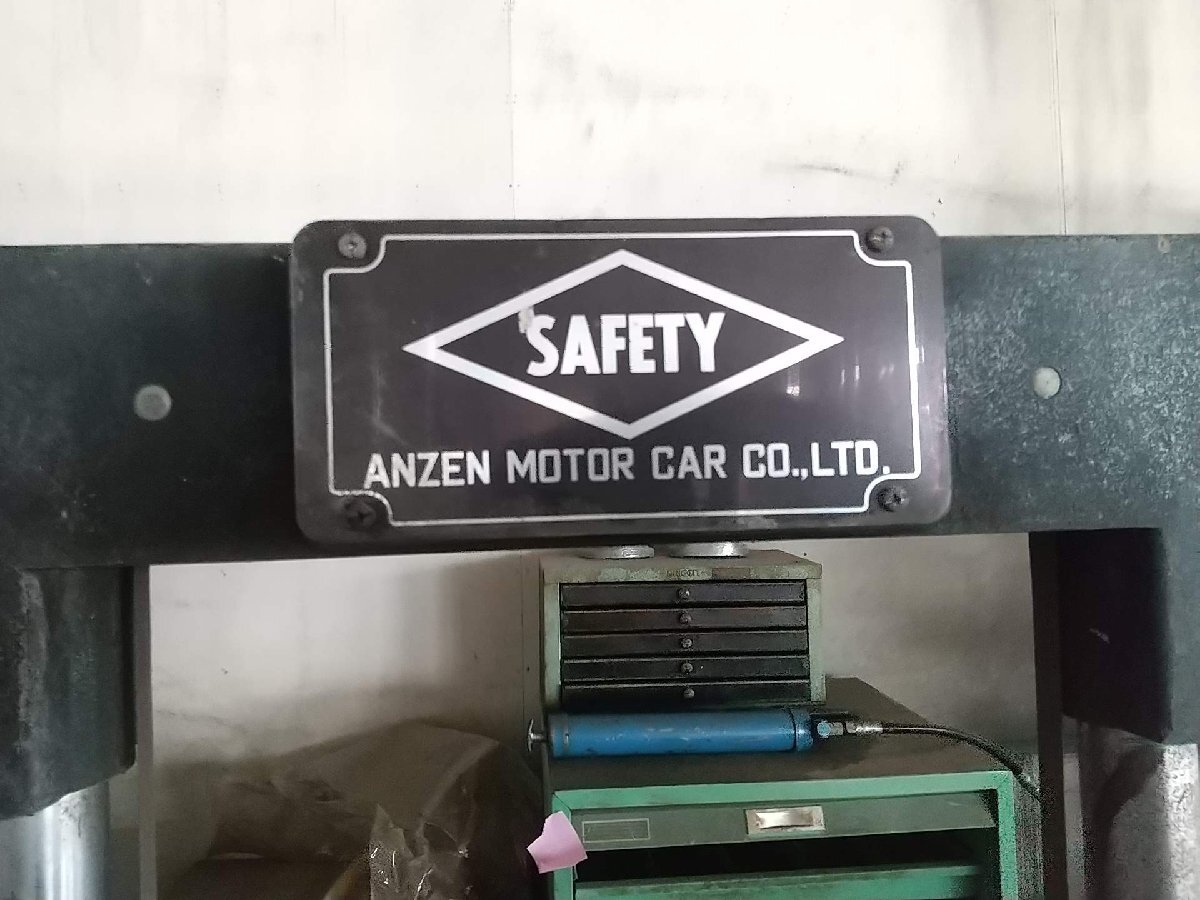 SAFETY
ANZEN MOTOR CAR CO.,LTD.